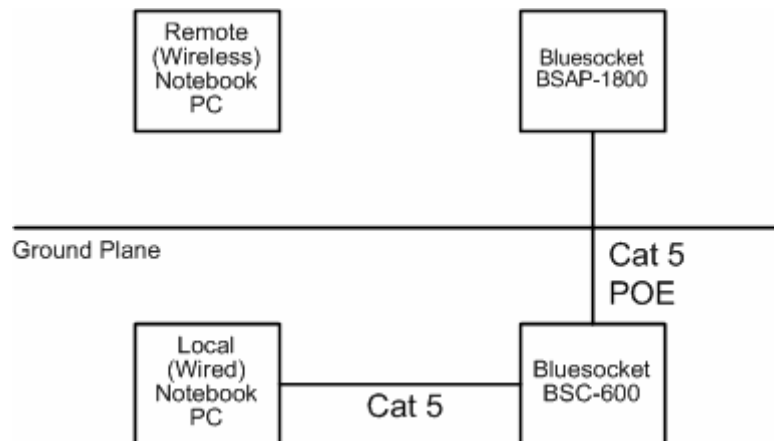 Remote
(Wireless)
Notebook
PC
Bluesocket
BSAP-1800
Ground Plane
Cat 5
POE
Local
(Wired)
Notebook
PC
Cat 5
Bluesocket
BSC-600